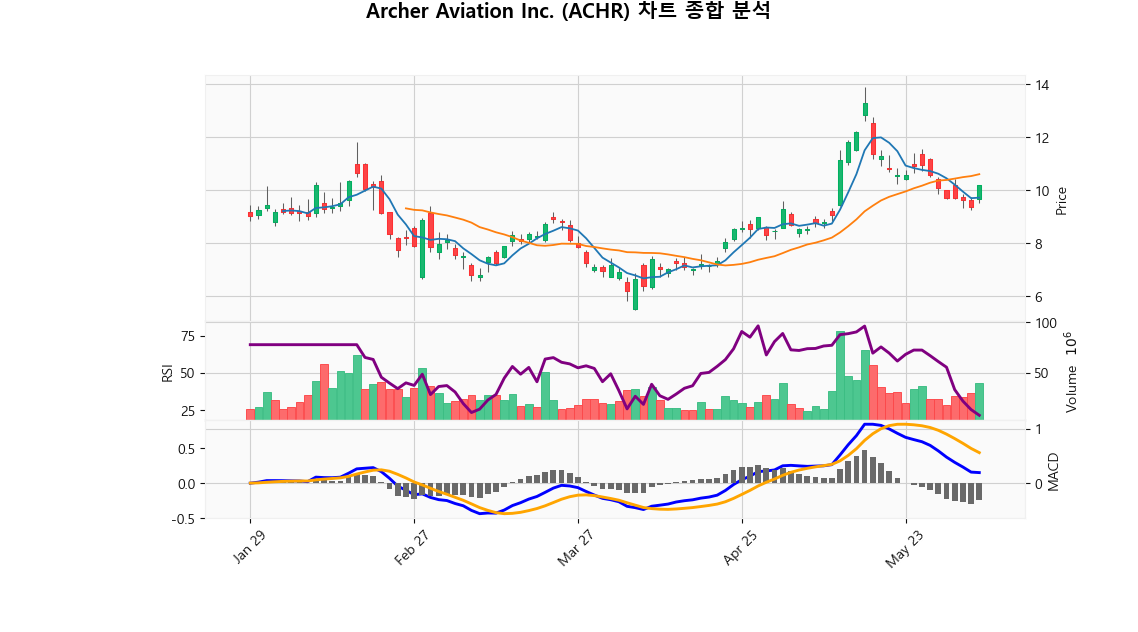 Archer Aviation Inc. (ACHR) 차트 종합 분석
14
12
10
8
6
Price
75
50
25
RSI
100
50
Volume 10⁶
0.5
0.0
-0.5
1
0
MACD
Jan 29
Feb 27
Mar 27
Apr 25
May 23